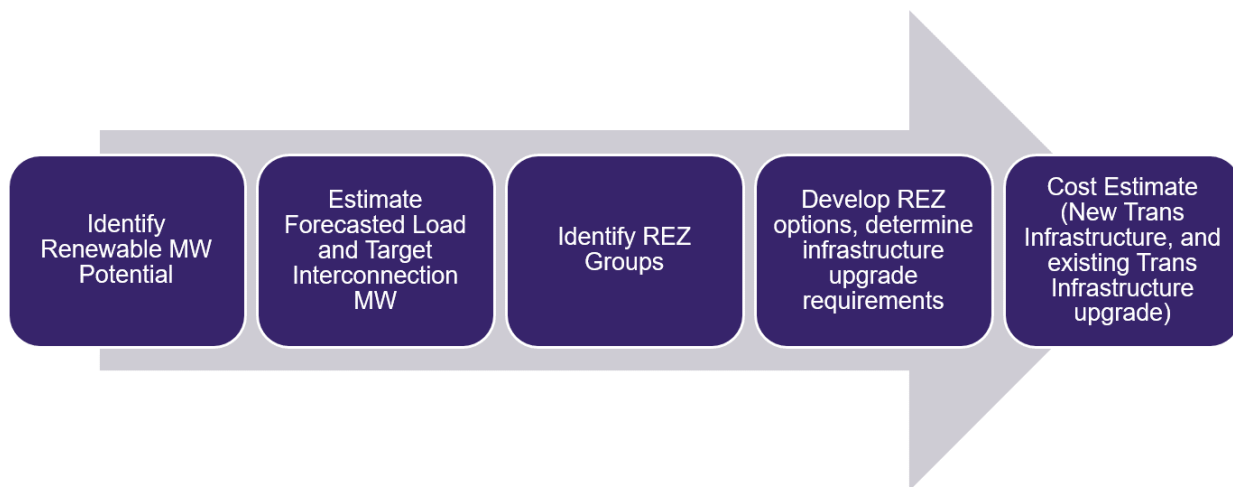 Identify
Renewable MW
Potential
Estimate
Forecasted Load
and Target
Interconnection
MW
Identify REZ
Groups
Develop REZ
options, determine
infrastructure
upgrade
requirements
Cost Estimate
(New Trans
Infrastructure, and
existing Trans
Infrastructure
upgrade)